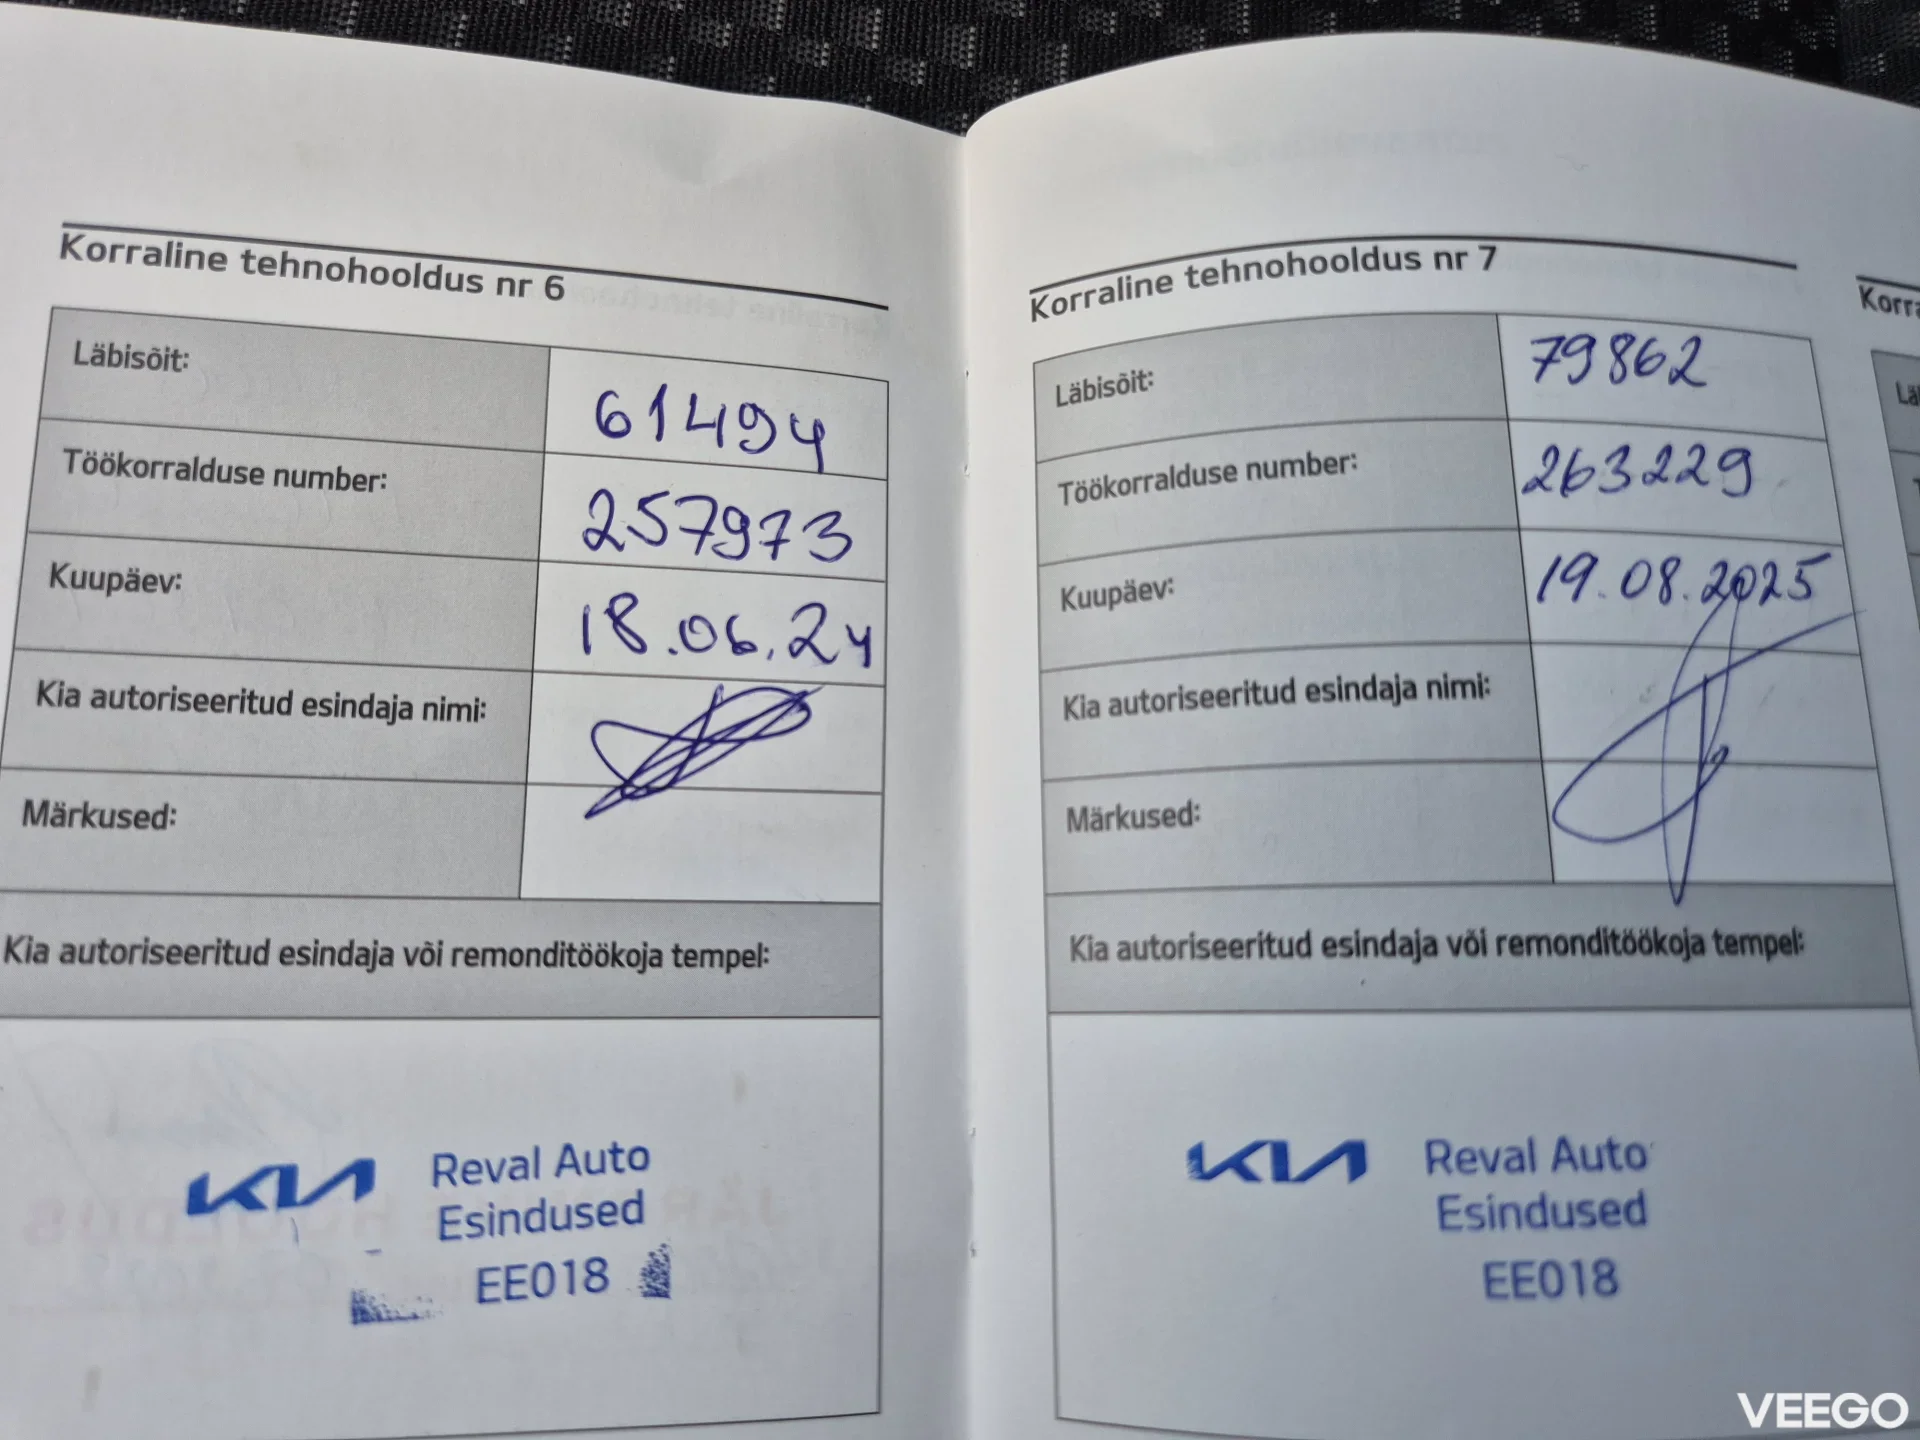 Korraline tehnohooldus nr 6
Läbisõit: 61494
Töökorralduse number: 257973
Kuupäev: 18.06.24
Kia autoriseeritud esindaja nimi:
Märkused:
Kia autoriseeritud esindaja või remonditöökoja tempel:
KIA Reval Auto
Esindused
EE018
Korraline tehnohooldus nr 7
Läbisõit: 79862
Töökorralduse number: 263229
Kuupäev: 19.08.2025
Kia autoriseeritud esindaja nimi:
Märkused:
Kia autoriseeritud esindaja või remonditöökoja tempel:
KIA Reval Auto
Esindused
EE018
VEEGO